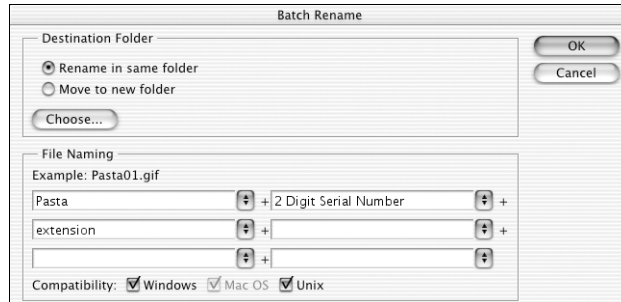 Batch Rename
Destination Folder
Rename in same folder
Move to new folder
Choose...
OK
Cancel
File Naming
Example: Pasta01.gif
Pasta + 2 Digit Serial Number +
extension + +
+
Compatibility: Windows Mac OS Unix